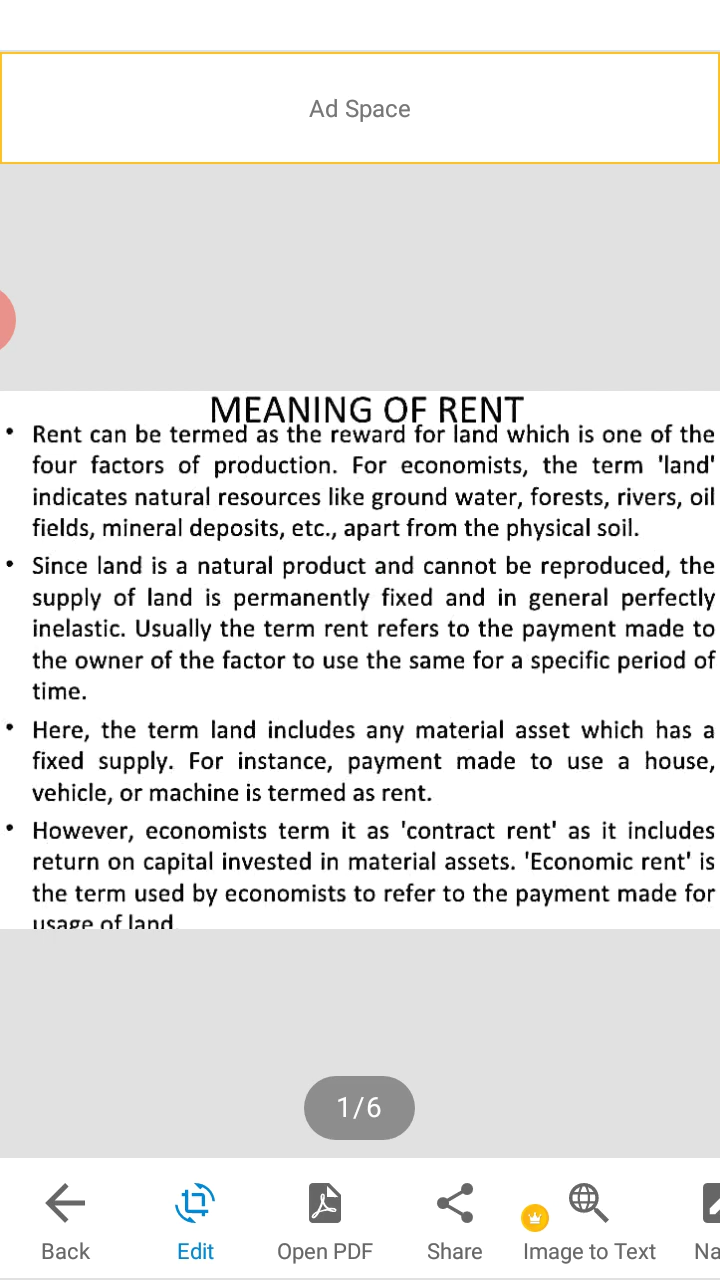 Ad Space
MEANING OF RENT
• Rent can be termed as the reward for land which is one of the
four factors of production. For economists, the term 'land'
indicates natural resources like ground water, forests, rivers, oil
fields, mineral deposits, etc., apart from the physical soil.
• Since land is a natural product and cannot be reproduced, the
supply of land is permanently fixed and in general perfectly
inelastic. Usually the term rent refers to the payment made to
the owner of the factor to use the same for a specific period of
time.
• Here, the term land includes any material asset which has a
fixed supply. For instance, payment made to use a house,
vehicle, or machine is termed as rent.
• However, economists term it as 'contract rent' as it includes
return on capital invested in material assets. 'Economic rent' is
the term used by economists to refer to the payment made for
usage of land.
1/6
Back Edit Open PDF Share Image to Text Na